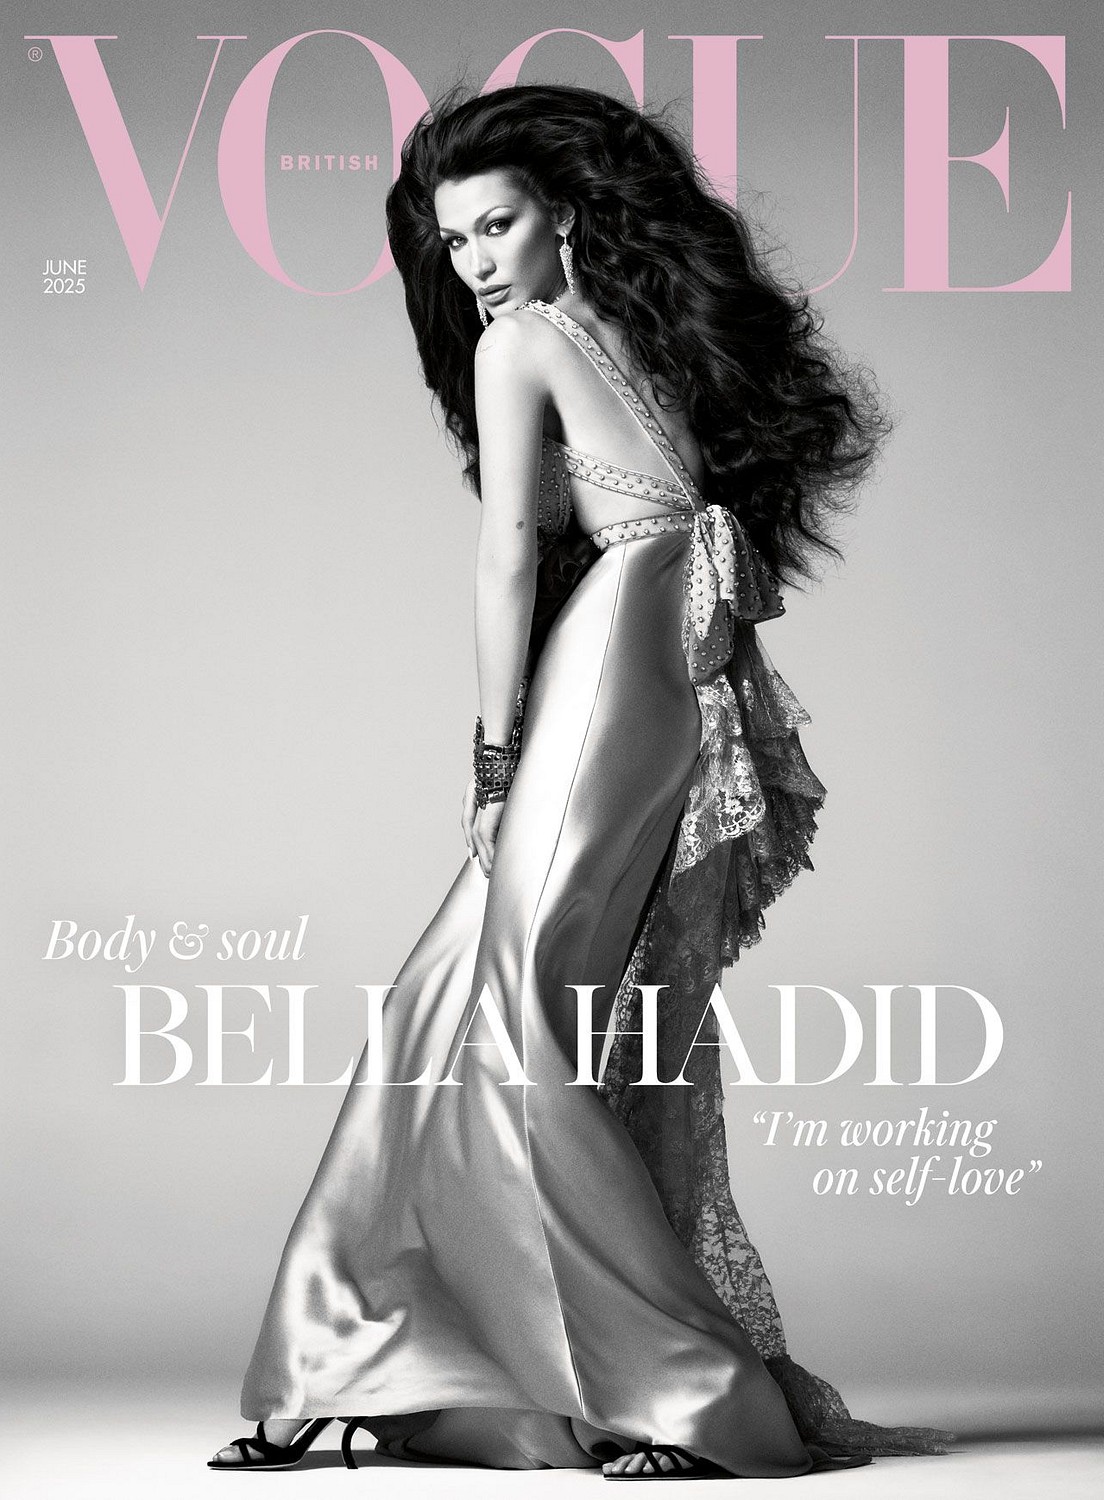 ®
VOGUE
BRITISH
JUNE
2025
Body & soul
BELLA HADID
“I’m working
on self-love”